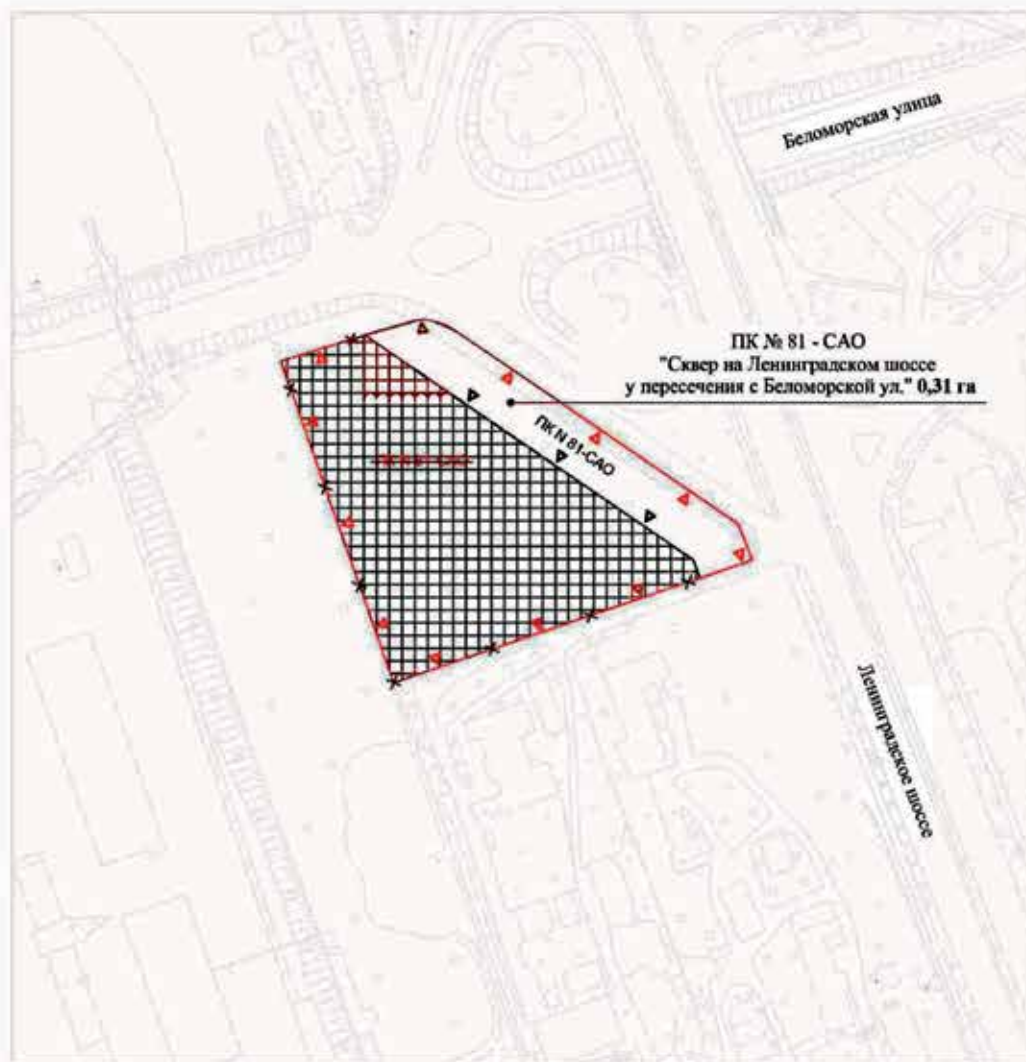 Беломорская улица
ПК № 81 - САО
"Сквер на Ленинградском шоссе
у пересечения с Беломорской ул." 0,31 га
ПК N 81-САО
Ленинградское шоссе